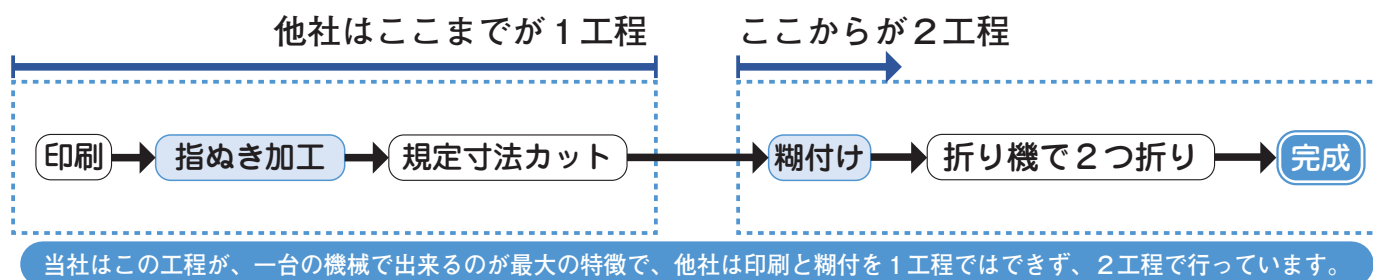 他社はここまでが１工程
ここからが２工程
印刷
指ぬき加工
規定寸法カット
糊付け
折り機で２つ折り
完成
当社はこの工程が、一台の機械で出来るのが最大の特徴で、他社は印刷と糊付を１工程ではできず、２工程で行っています。